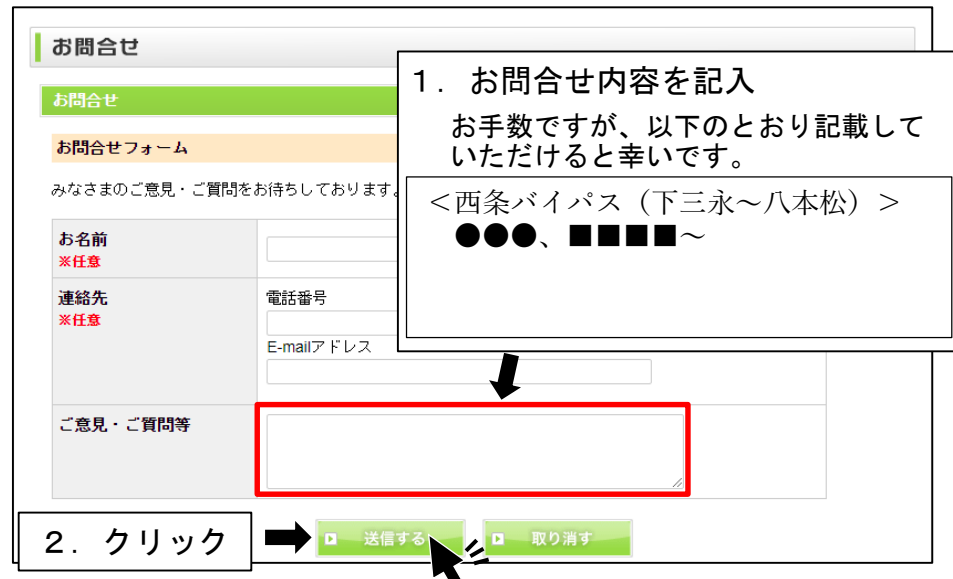 お問合せ
お問合せ
お問合せフォーム
みなさまのご意見・ご質問をお待ちしております。
お名前
※任意
連絡先
※任意
電話番号
E-mailアドレス
ご意見・ご質問等
1. お問合せ内容を記入
お手数ですが、以下のとおり記載して
いただけると幸いです。
＜西条バイパス（下三永～八本松）＞
●●●、■■■■～
2. クリック
送信する
取り消す